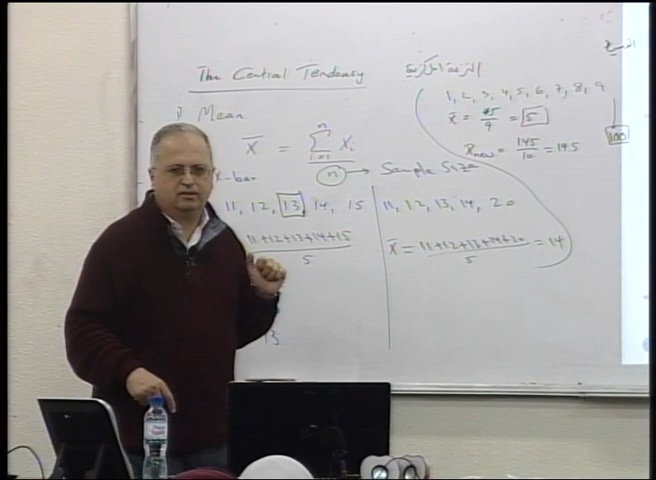 The Central Tendency
النزعة المركزية
1) Mean
X̄ = Σ Xi
n
i=1
n → Sample Size
X-bar
11, 12, 13, 14, 15
11+12+13+14+15
5
13
11, 12, 13, 14, 20
X̄ = 11+12+13+14+20 = 14
5
1, 2, 3, 4, 5, 6, 7, 8, 9
X̄ = 45/9 = 5
100
X̄new = 145/10 = 14.5